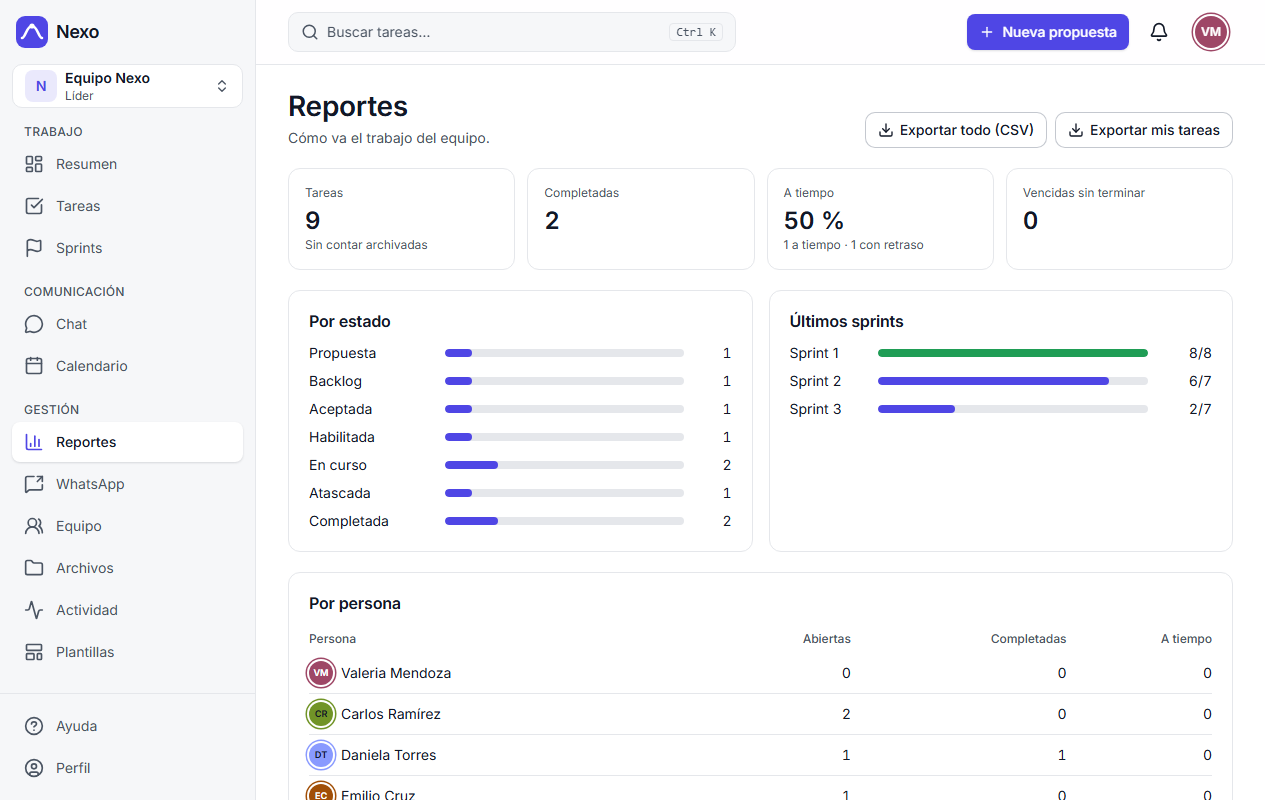 Nexo
Buscar tareas...
Ctrl K
Nueva propuesta
VM
N
Equipo Nexo
Líder
TRABAJO
Resumen
Tareas
Sprints
COMUNICACIÓN
Chat
Calendario
GESTIÓN
Reportes
WhatsApp
Equipo
Archivos
Actividad
Plantillas
Ayuda
Perfil
Reportes
Cómo va el trabajo del equipo.
Exportar todo (CSV)
Exportar mis tareas
Tareas
9
Sin contar archivadas
Completadas
2
A tiempo
50 %
1 a tiempo · 1 con retraso
Vencidas sin terminar
0
Por estado
Propuesta 1
Backlog 1
Aceptada 1
Habilitada 1
En curso 2
Atascada 1
Completada 2
Últimos sprints
Sprint 1 8/8
Sprint 2 6/7
Sprint 3 2/7
Por persona
Persona Abiertas Completadas A tiempo
VM Valeria Mendoza 0 0 0
CR Carlos Ramírez 2 0 0
DT Daniela Torres 1 1 0
EC Emilio Cruz 1 0 0